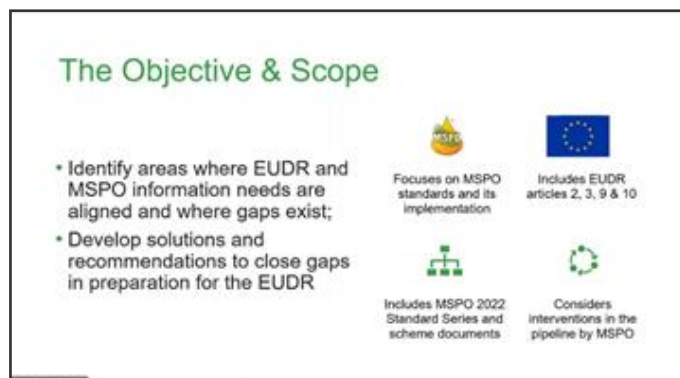 The Objective & Scope
• Identify areas where EUDR and
MSPO information needs are
aligned and where gaps exist;
• Develop solutions and
recommendations to close gaps
in preparation for the EUDR
MSPO
Focuses on MSPO
standards and its
implementation
Includes EUDR
articles 2, 3, 9 & 10
Includes MSPO 2022
Standard Series and
scheme documents
Considers
interventions in the
pipeline by MSPO